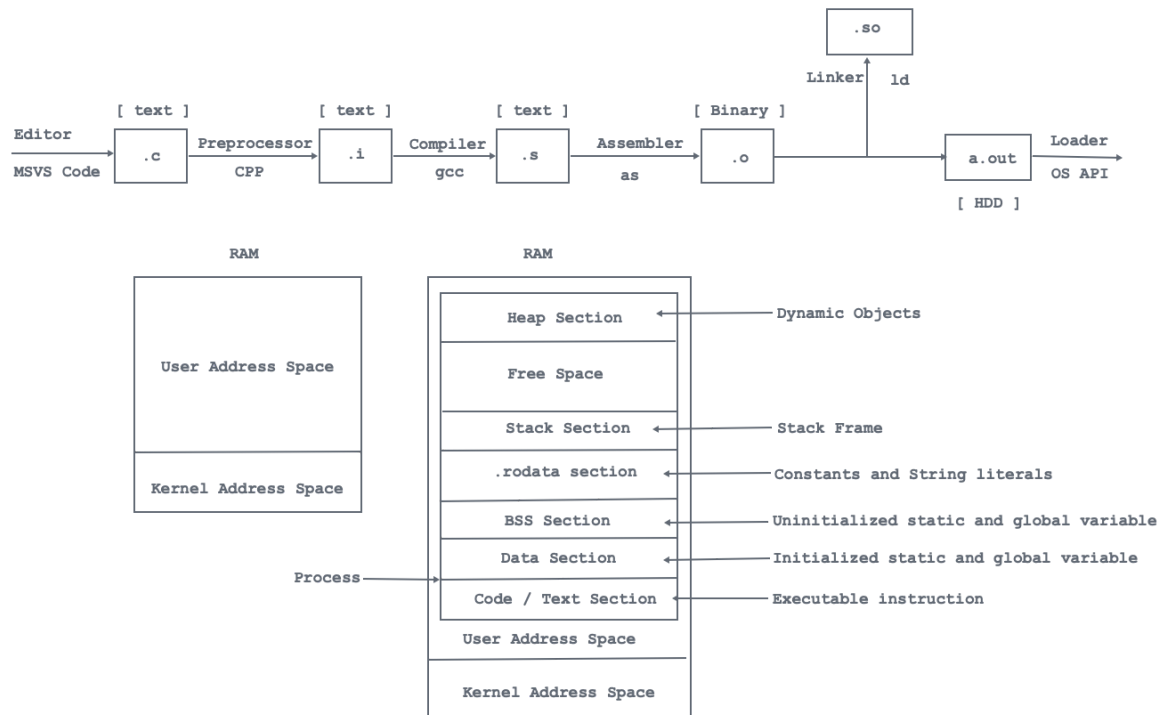 .so
Linker ld
[ text ] [ text ] [ text ] [ Binary ]
Editor Preprocessor Compiler Assembler Loader
.c .i .s .o a.out
MSVS Code CPP gcc as OS API
[ HDD ]
RAM RAM
Heap Section Dynamic Objects
User Address Space Free Space
Stack Section Stack Frame
.rodata section Constants and String literals
Kernel Address Space
BSS Section Uninitialized static and global variable
Data Section Initialized static and global variable
Process
Code / Text Section Executable instruction
User Address Space
Kernel Address Space